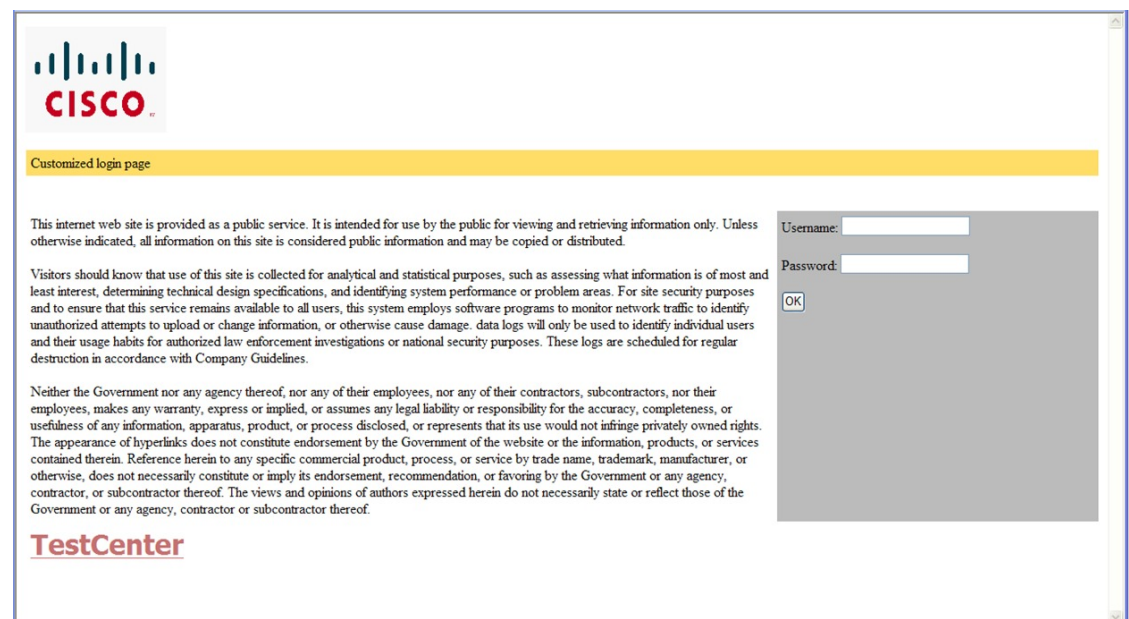 CISCO
Customized login page
This internet web site is provided as a public service. It is intended for use by the public for viewing and retrieving information only. Unless
otherwise indicated, all information on this site is considered public information and may be copied or distributed.
Username:
Visitors should know that use of this site is collected for analytical and statistical purposes, such as assessing what information is of most and
least interest, determining technical design specifications, and identifying system performance or problem areas. For site security purposes
and to ensure that this service remains available to all users, this system employs software programs to monitor network traffic to identify
unauthorized attempts to upload or change information, or otherwise cause damage. data logs will only be used to identify individual users
and their usage habits for authorized law enforcement investigations or national security purposes. These logs are scheduled for regular
destruction in accordance with Company Guidelines.
Password:
OK
Neither the Government nor any agency thereof, nor any of their employees, nor any of their contractors, subcontractors, nor their
employees, makes any warranty, express or implied, or assumes any legal liability or responsibility for the accuracy, completeness, or
usefulness of any information, apparatus, product, or process disclosed, or represents that its use would not infringe privately owned rights.
The appearance of hyperlinks does not constitute endorsement by the Government of the website or the information, products, or services
contained therein. Reference herein to any specific commercial product, process, or service by trade name, trademark, manufacturer, or
otherwise, does not necessarily constitute or imply its endorsement, recommendation, or favoring by the Government or any agency,
contractor, or subcontractor thereof. The views and opinions of authors expressed herein do not necessarily state or reflect those of the
Government or any agency, contractor or subcontractor thereof.
TestCenter